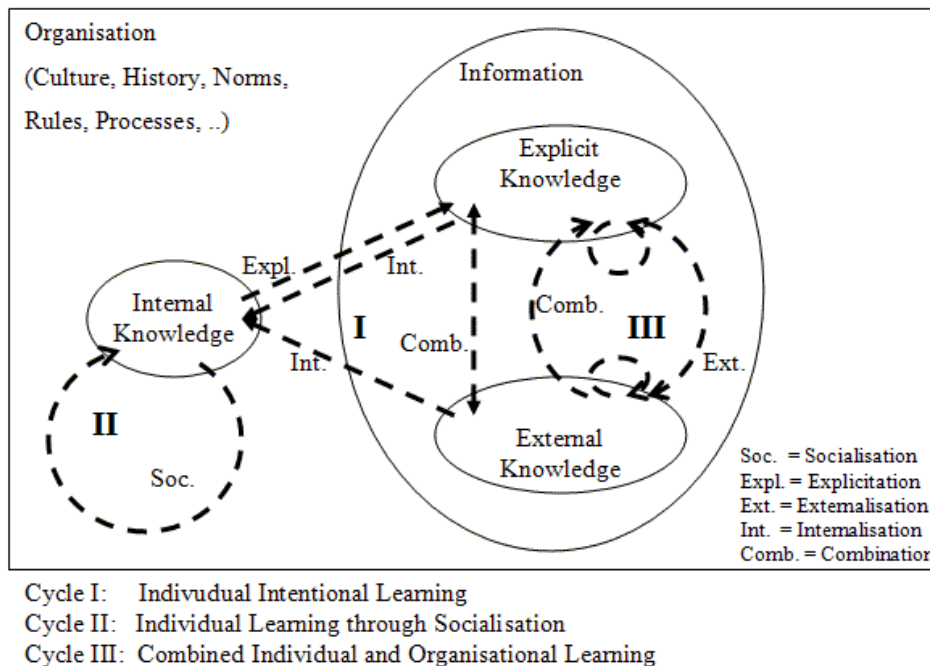 Organisation
(Culture, History, Norms,
Rules, Processes, ..)
Information
Explicit
Knowledge
Expl.
Int.
Internal
Knowledge
I
Comb.
Comb.
III
Int.
Ext.
II
Soc.
External
Knowledge
Soc. = Socialisation
Expl. = Explicitation
Ext. = Externalisation
Int. = Internalisation
Comb. = Combination
Cycle I: Indivudual Intentional Learning
Cycle II: Individual Learning through Socialisation
Cycle III: Combined Individual and Organisational Learning